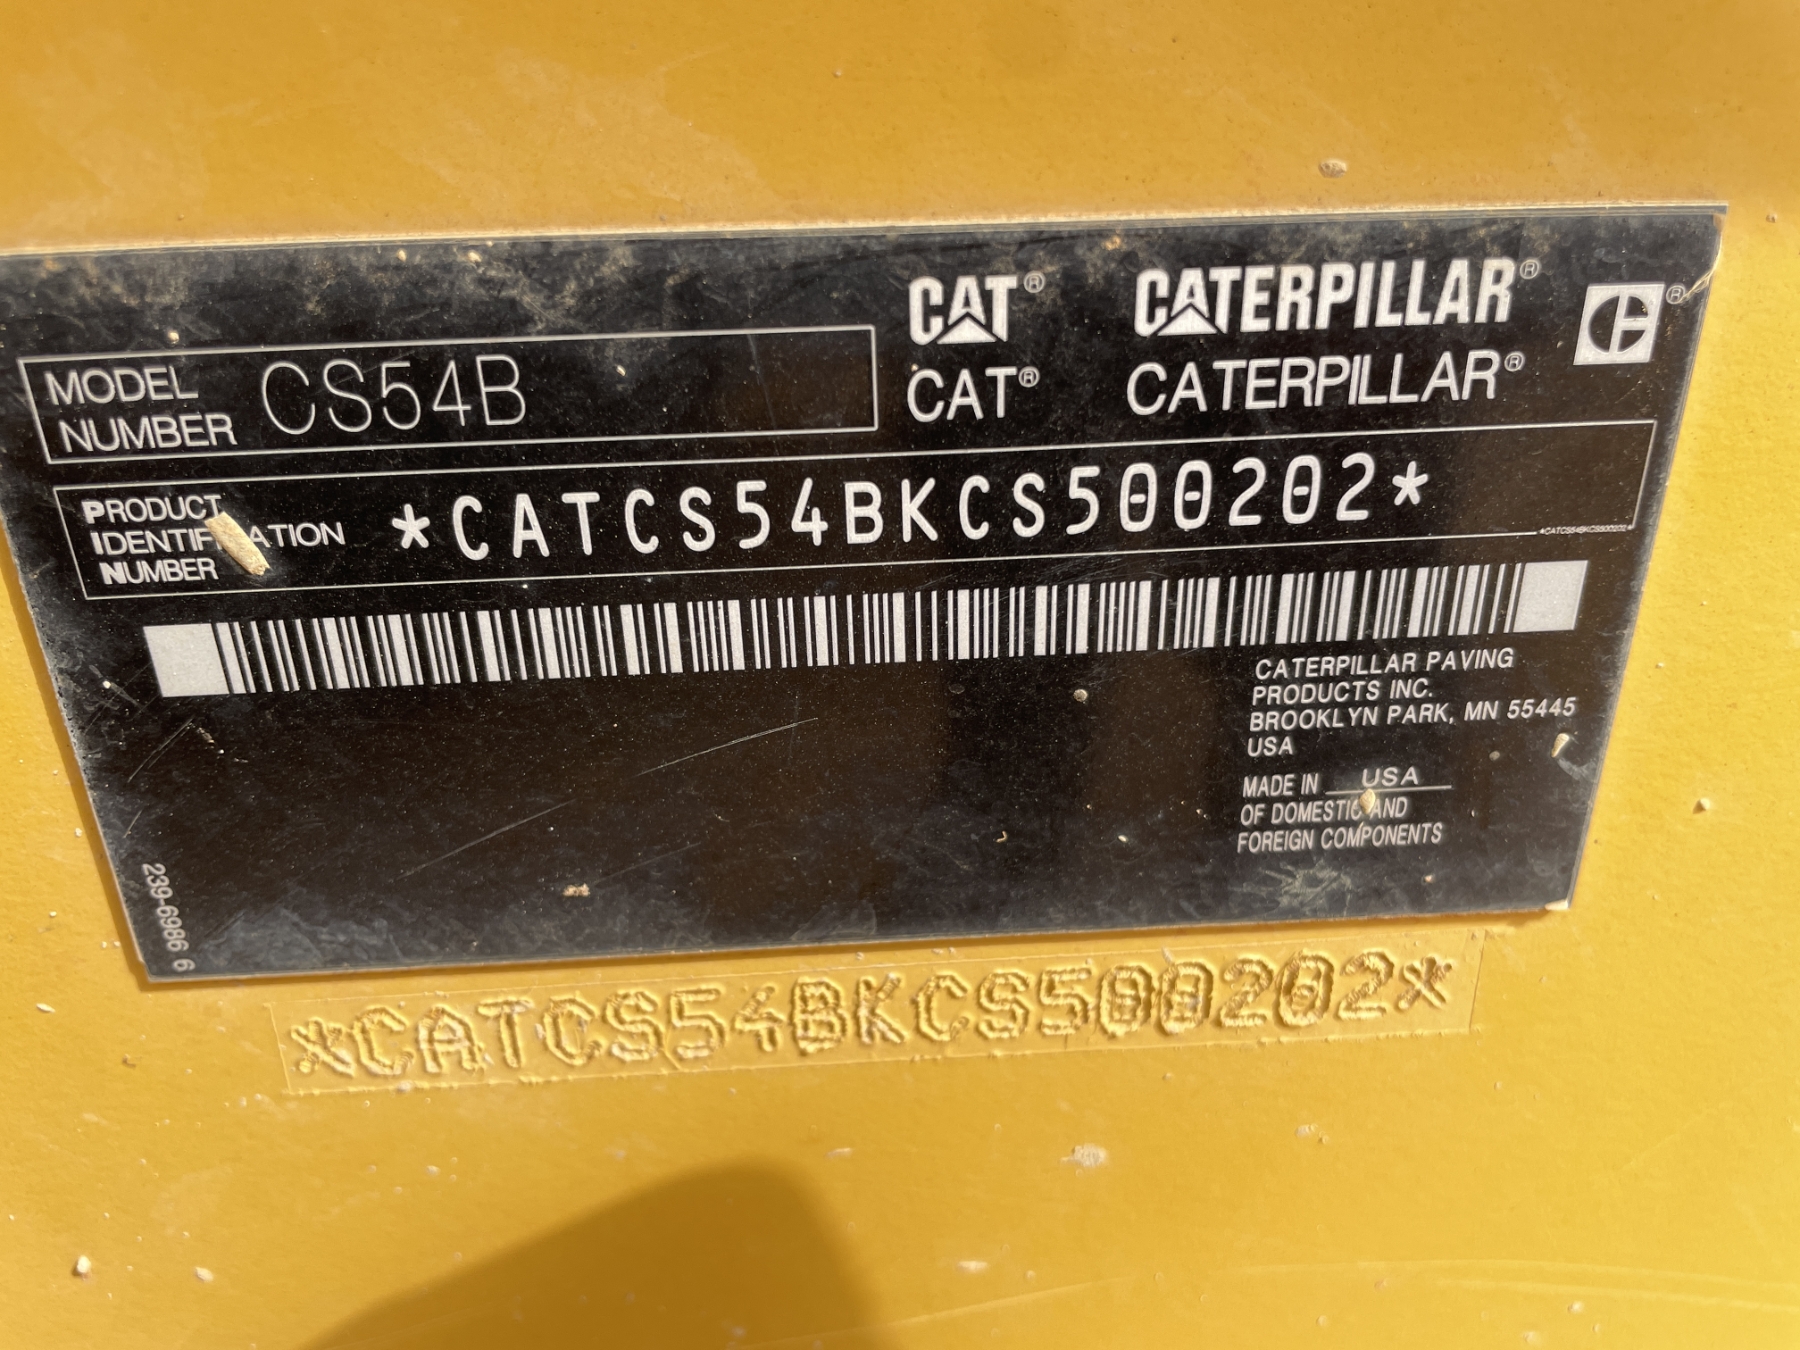 CAT® CATERPILLAR®
CAT® CATERPILLAR®
MODEL
NUMBER
CS54B
PRODUCT
IDENTIFICATION
NUMBER
*CATCS54BKCS500202*
*CATCS54BKCS500202*
CATERPILLAR PAVING
PRODUCTS INC.
BROOKLYN PARK, MN 55445
USA
MADE IN USA
OF DOMESTIC AND
FOREIGN COMPONENTS
239-6986 6
*CATCS54BKCS500202*